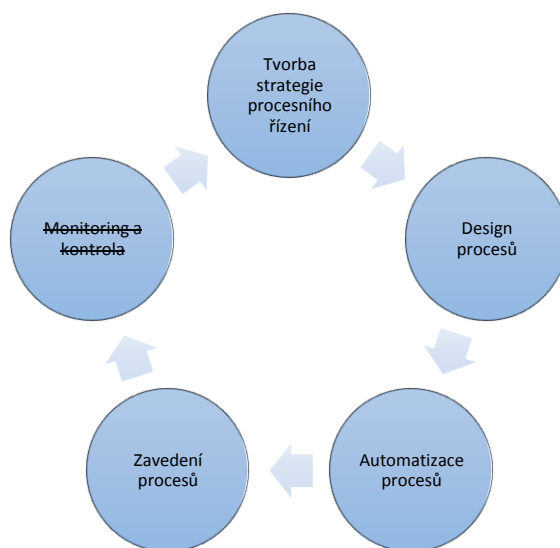 Tvorba
strategie
procesního
řízení
Design
procesů
Automatizace
procesů
Zavedení
procesů
Monitoring a
kontrola